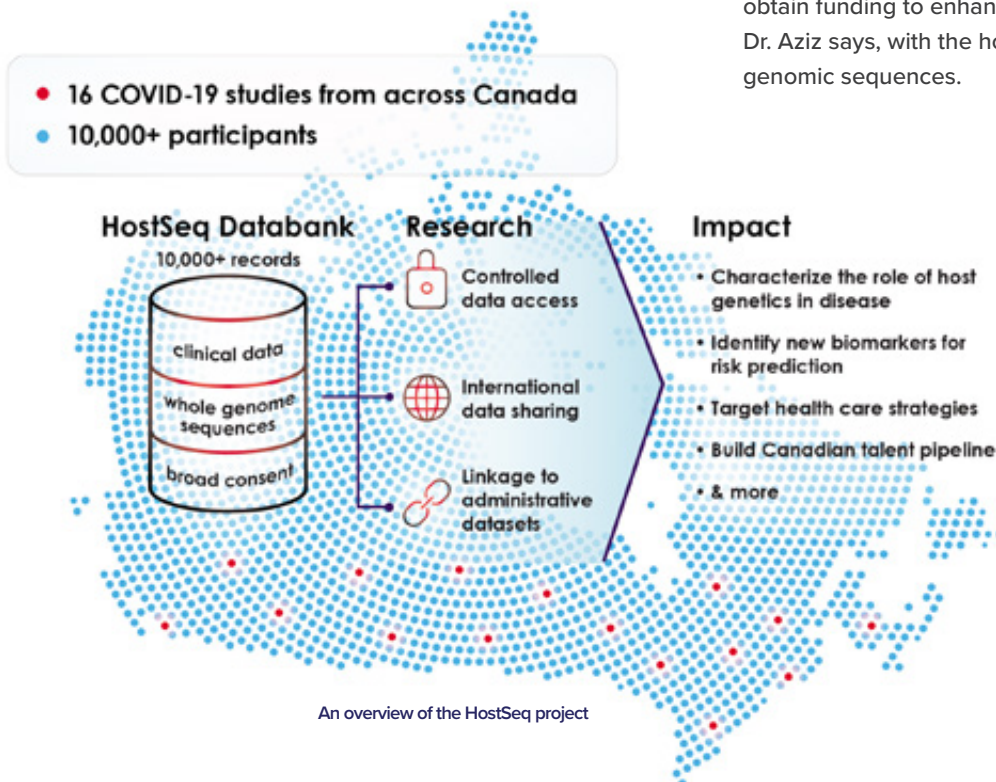 obtain funding to enhan
Dr. Aziz says, with the ho
genomic sequences.
16 COVID-19 studies from across Canada
10,000+ participants
HostSeq Databank
10,000+ records
clinical data
whole genome
sequences
broad consent
Research
Controlled
data access
International
data sharing
Linkage to
administrative
datasets
Impact
• Characterize the role of host
genetics in disease
• Identify new biomarkers for
risk prediction
• Target health care strategies
• Build Canadian talent pipeline
• & more
An overview of the HostSeq project